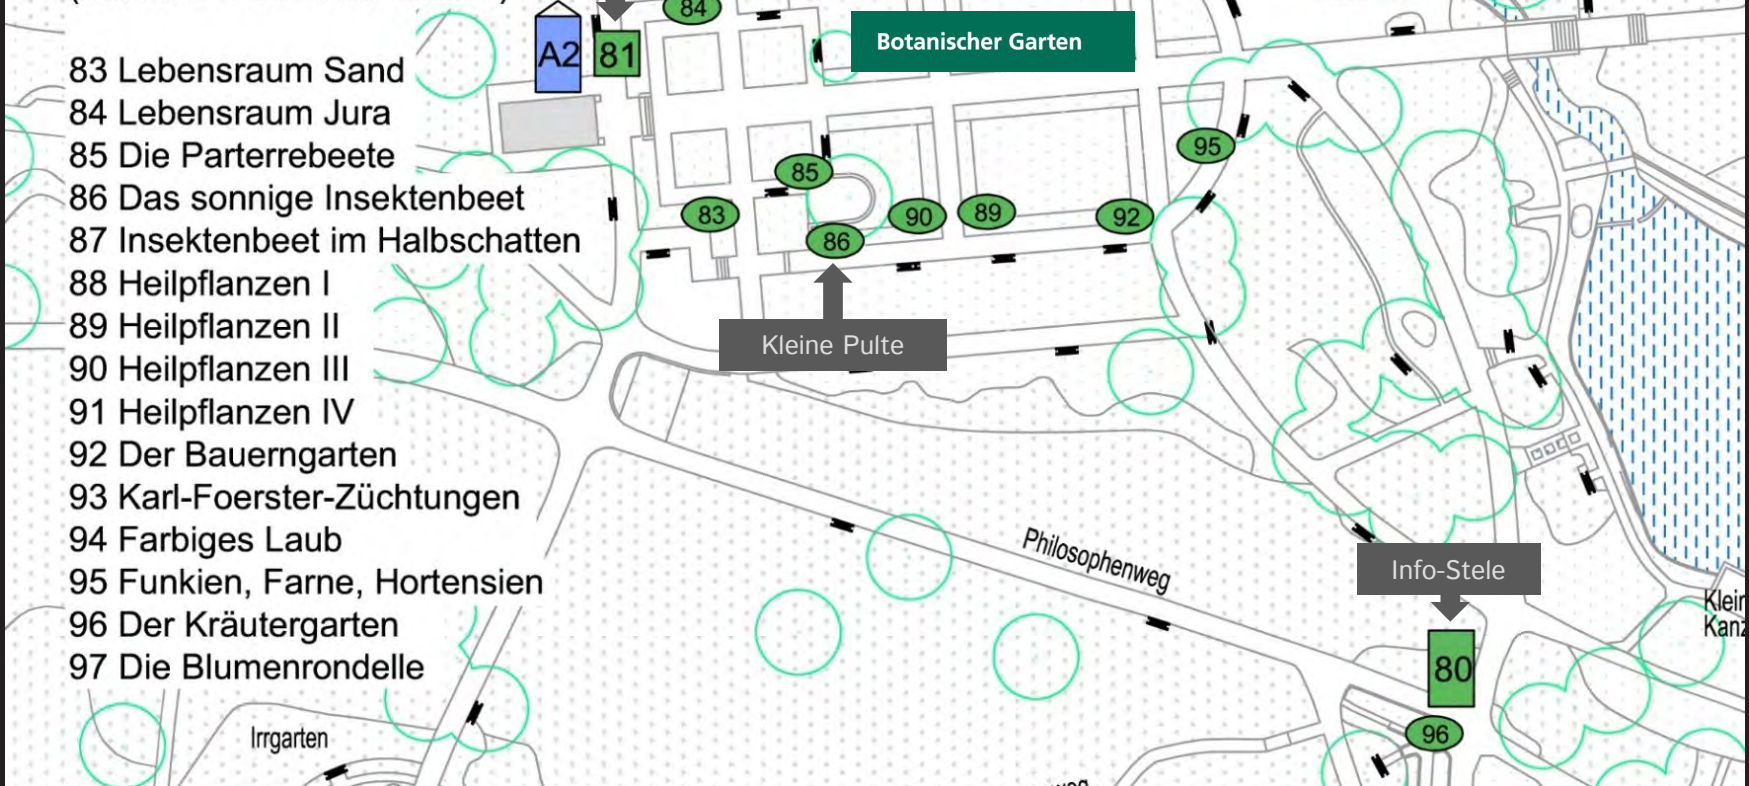 83 Lebensraum Sand
84 Lebensraum Jura
85 Die Parterrebeete
86 Das sonnige Insektenbeet
87 Insektenbeet im Halbschatten
88 Heilpflanzen I
89 Heilpflanzen II
90 Heilpflanzen III
91 Heilpflanzen IV
92 Der Bauerngarten
93 Karl-Foerster-Züchtungen
94 Farbiges Laub
95 Funkien, Farne, Hortensien
96 Der Kräutergarten
97 Die Blumenrondelle
84
A2
81
Botanischer Garten
95
85
83
90
89
92
86
Kleine Pulte
Philosophenweg
Info-Stele
80
96
Irrgarten